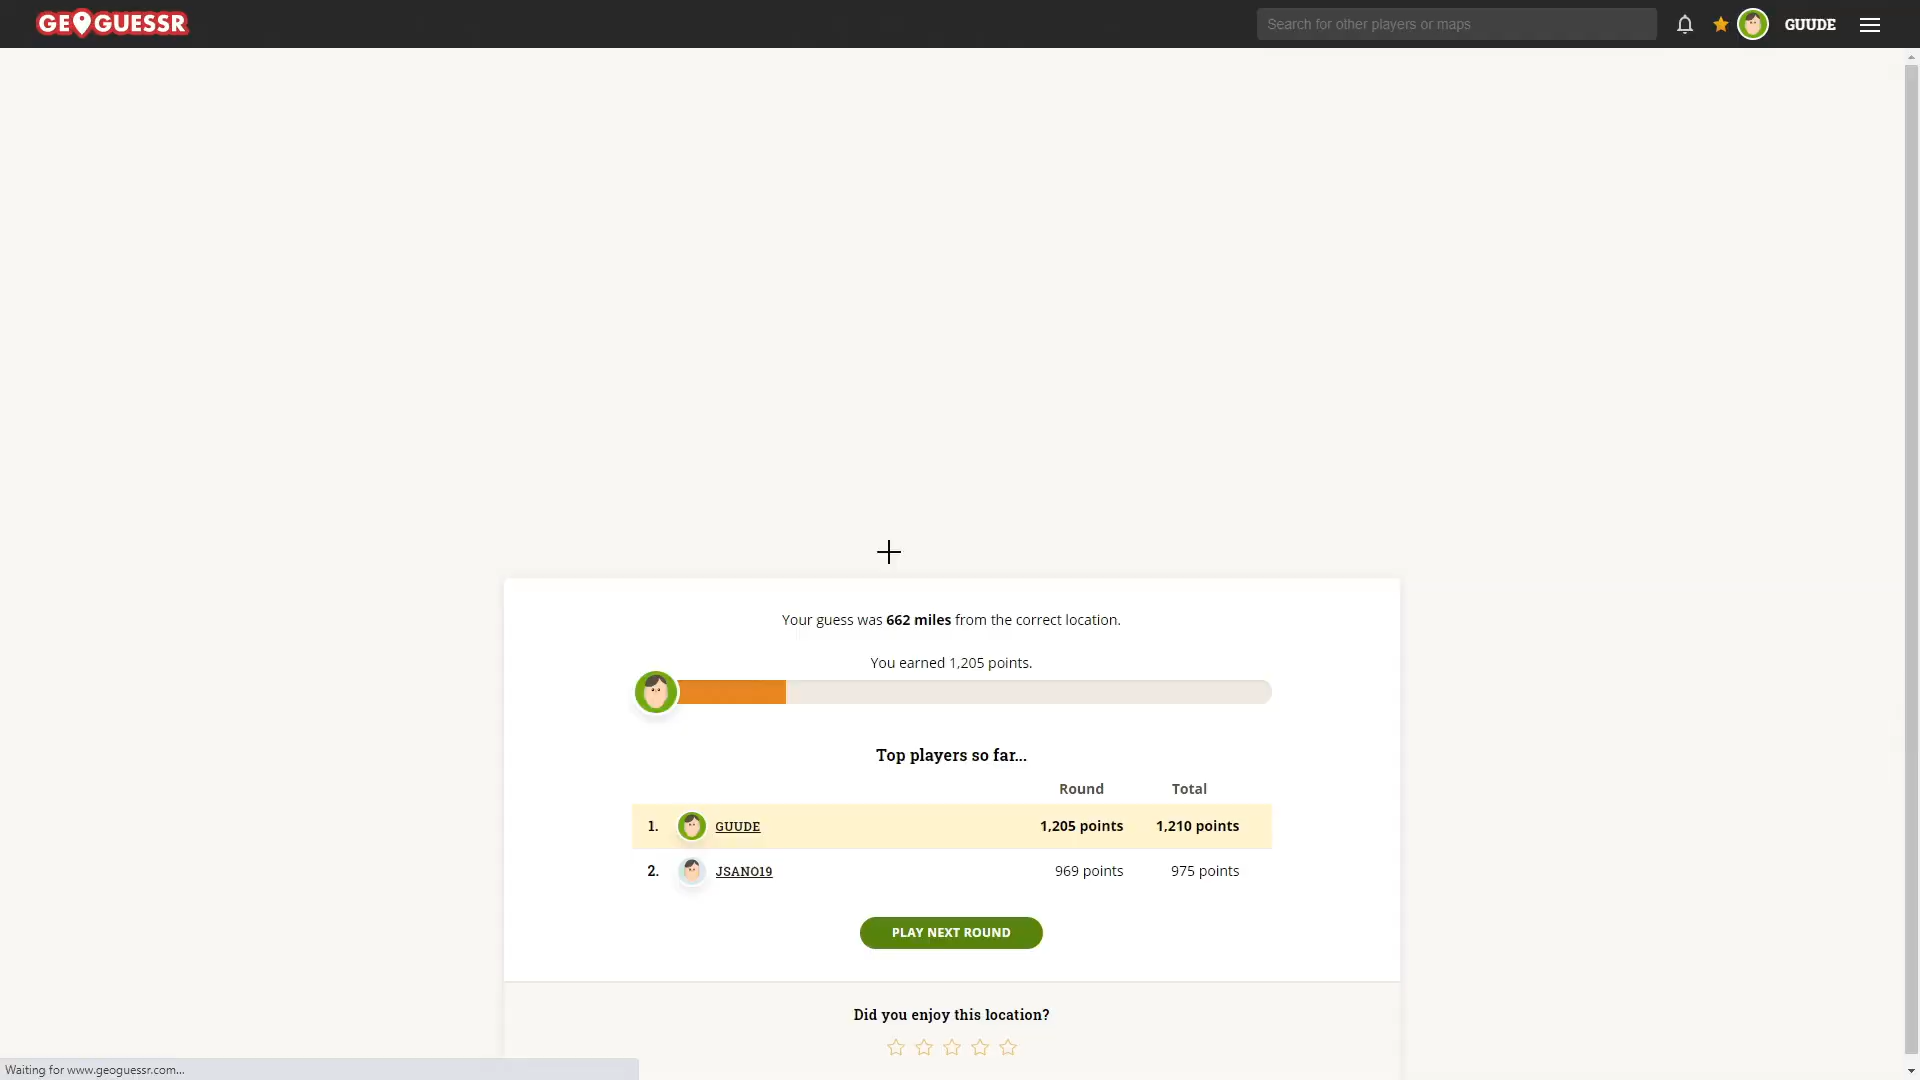 GEOGUESSR
Search for other players or maps
GUUDE
Your guess was 662 miles from the correct location.
You earned 1,205 points.
Top players so far...
Round Total
1. GUUDE 1,205 points 1,210 points
2. JSANO19 969 points 975 points
PLAY NEXT ROUND
Did you enjoy this location?
Waiting for www.geoguessr.com...